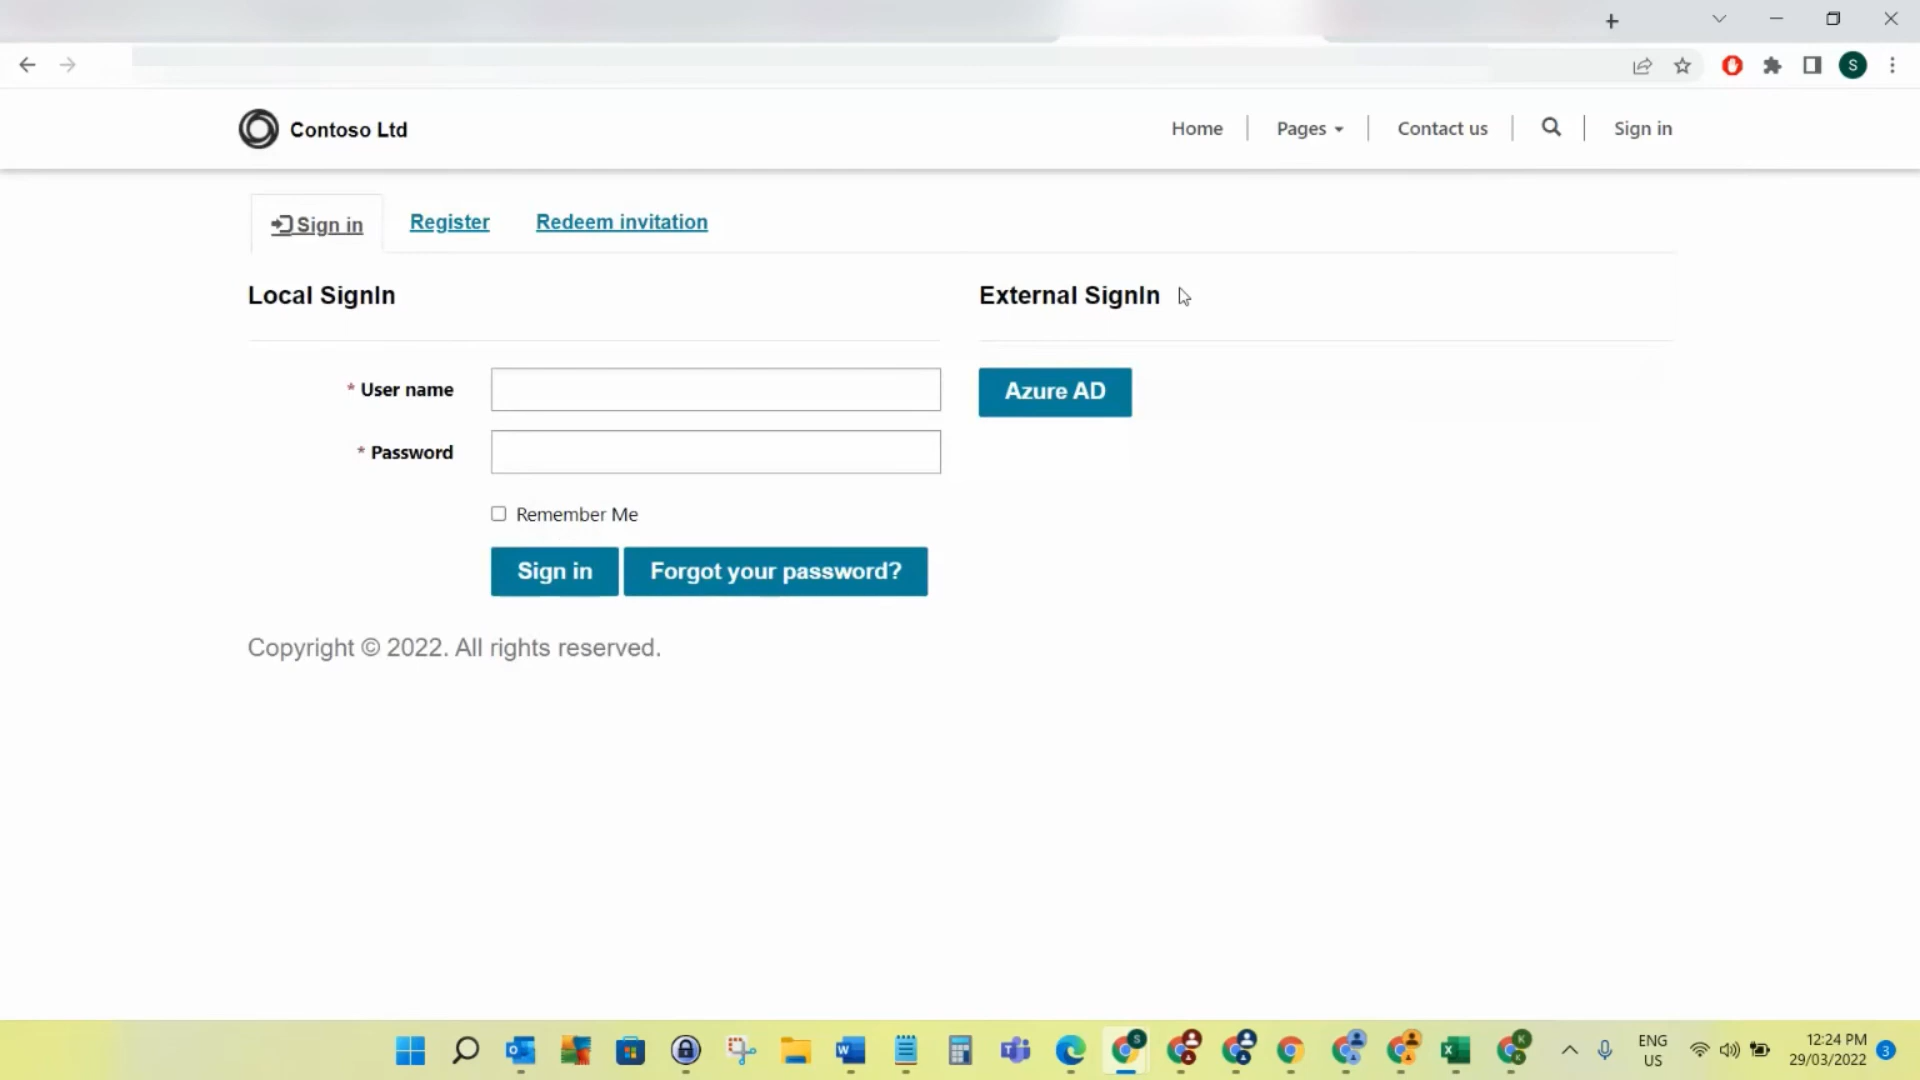 S
Contoso Ltd
Home
Pages
Contact us
Sign in
Sign in
Register
Redeem invitation
Local SignIn
External SignIn
* User name
Azure AD
* Password
Remember Me
Sign in
Forgot your password?
Copyright © 2022. All rights reserved.
ENG
US
12:24 PM
29/03/2022
3